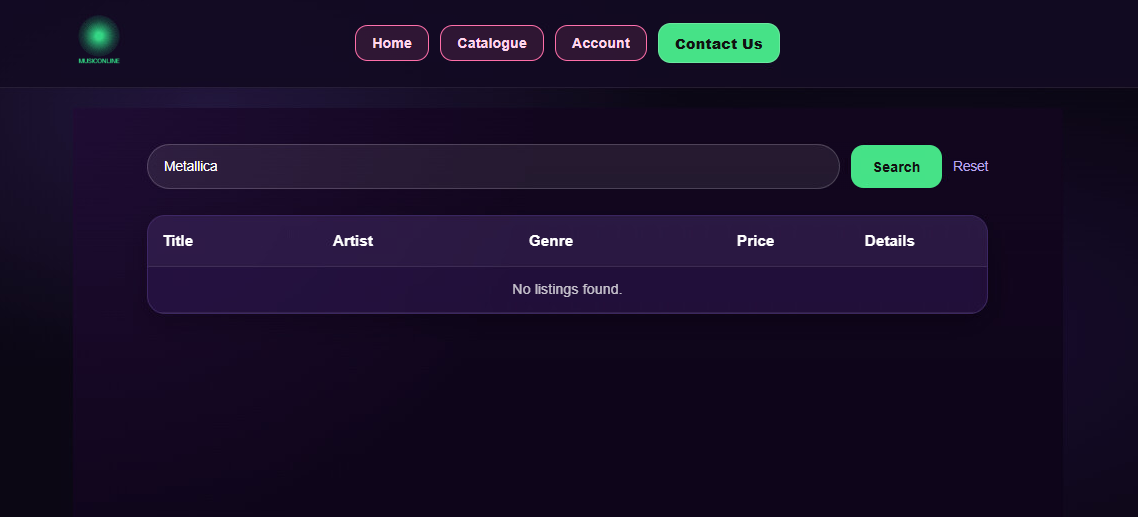 MUSICONLINE
Home Catalogue Account Contact Us
Metallica Search Reset
Title Artist Genre Price Details
No listings found.